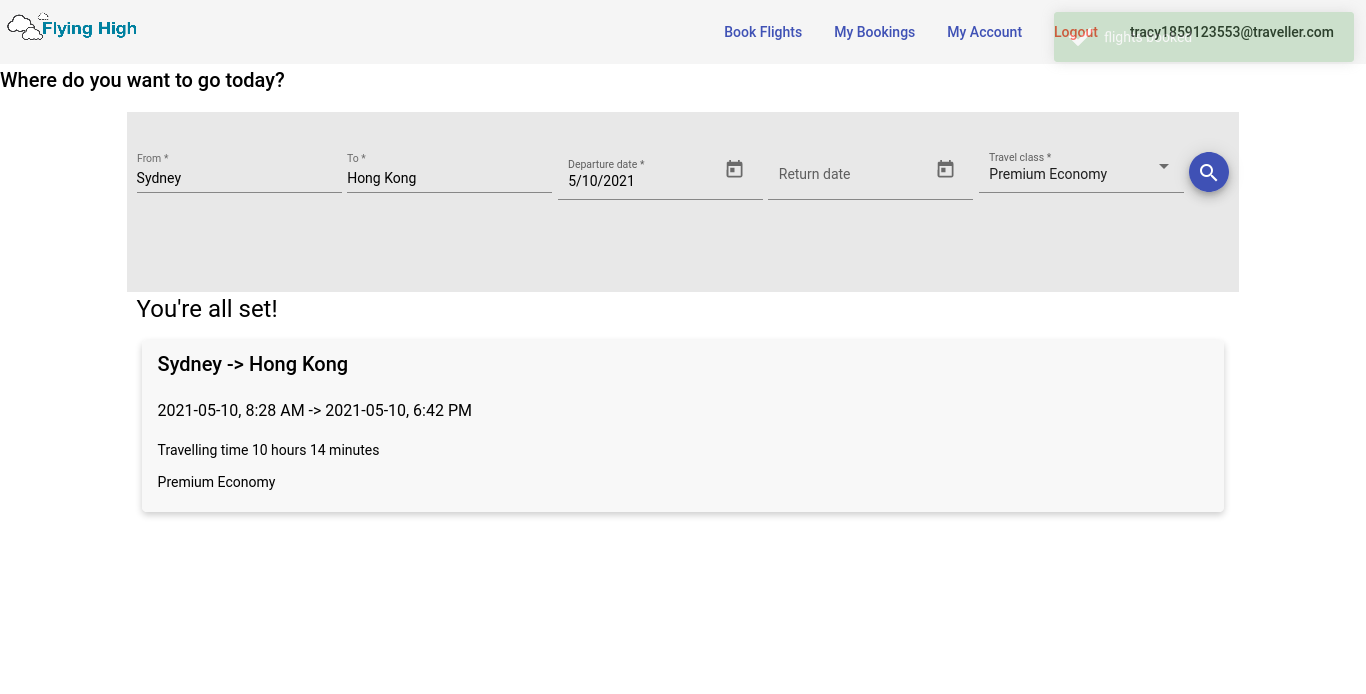 Flying High
Book Flights My Bookings My Account Logout tracy1859123553@traveller.com
flights booked
Where do you want to go today?
From * To * Departure date * Travel class *
Sydney Hong Kong 5/10/2021 Return date Premium Economy
You're all set!
Sydney -> Hong Kong
2021-05-10, 8:28 AM -> 2021-05-10, 6:42 PM
Travelling time 10 hours 14 minutes
Premium Economy